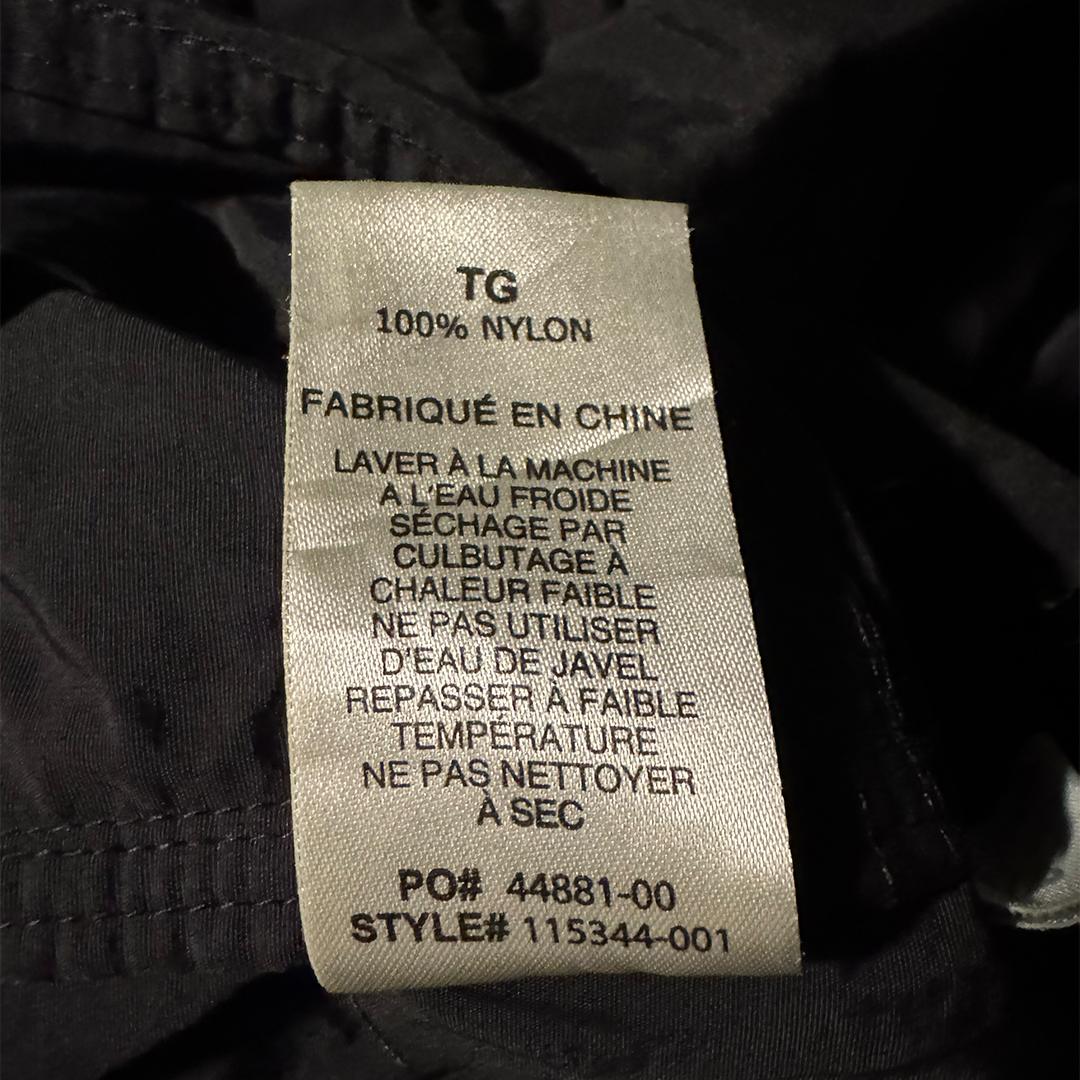 TG
100% NYLON
FABRIQUÉ EN CHINE
LAVER À LA MACHINE
A L'EAU FROIDE
SÉCHAGE PAR
CULBUTAGE À
CHALEUR FAIBLE
NE PAS UTILISER
D'EAU DE JAVEL
REPASSER À FAIBLE
TEMPÉRATURE
NE PAS NETTOYER
À SEC
PO# 44881-00
STYLE# 115344-001